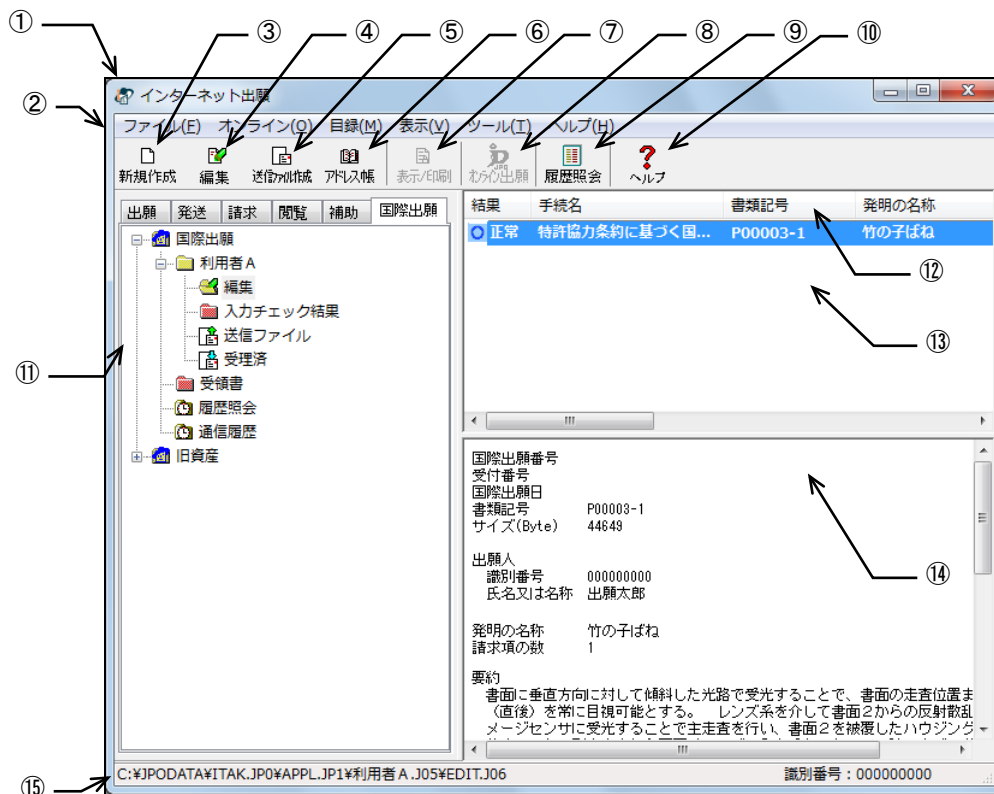 ① ③ ④ ⑤ ⑥ ⑦ ⑧ ⑨ ⑩
インターネット出願
②
ファイル(F) オンライン(O) 目録(M) 表示(V) ツール(T) ヘルプ(H)
新規作成 編集 送信ファイル作成 アドレス帳 表示/印刷 オンライン出願 履歴照会 ヘルプ
出願 発送 請求 閲覧 補助 国際出願
結果 手続名 書類記号 発明の名称
正常 特許協力条約に基づく国... P00003-1 竹の子ばね
⑫
⑬
国際出願
利用者A
編集
入力チェック結果
送信ファイル
受理済
⑪
受領書
履歴照会
通信履歴
旧資産
国際出願番号
受付番号
国際出願日
書類記号 P00003-1
サイズ(Byte) 44649
出願人
識別番号 000000000
氏名又は名称 出願太郎
⑭
発明の名称 竹の子ばね
請求項の数 1
要約
書面に垂直方向に対して傾斜した光路で受光することで、書面の走査位置ま
（直後）を常に目視可能とする。 レンズ系を介して書面２からの反射散乱
メージセンサに受光することで主走査を行い、書面２を被覆したハウジング
⑮
C:¥JPODATA¥ITAK.JP0¥APPL.JP1¥利用者A.J05¥EDIT.J06 識別番号：000000000